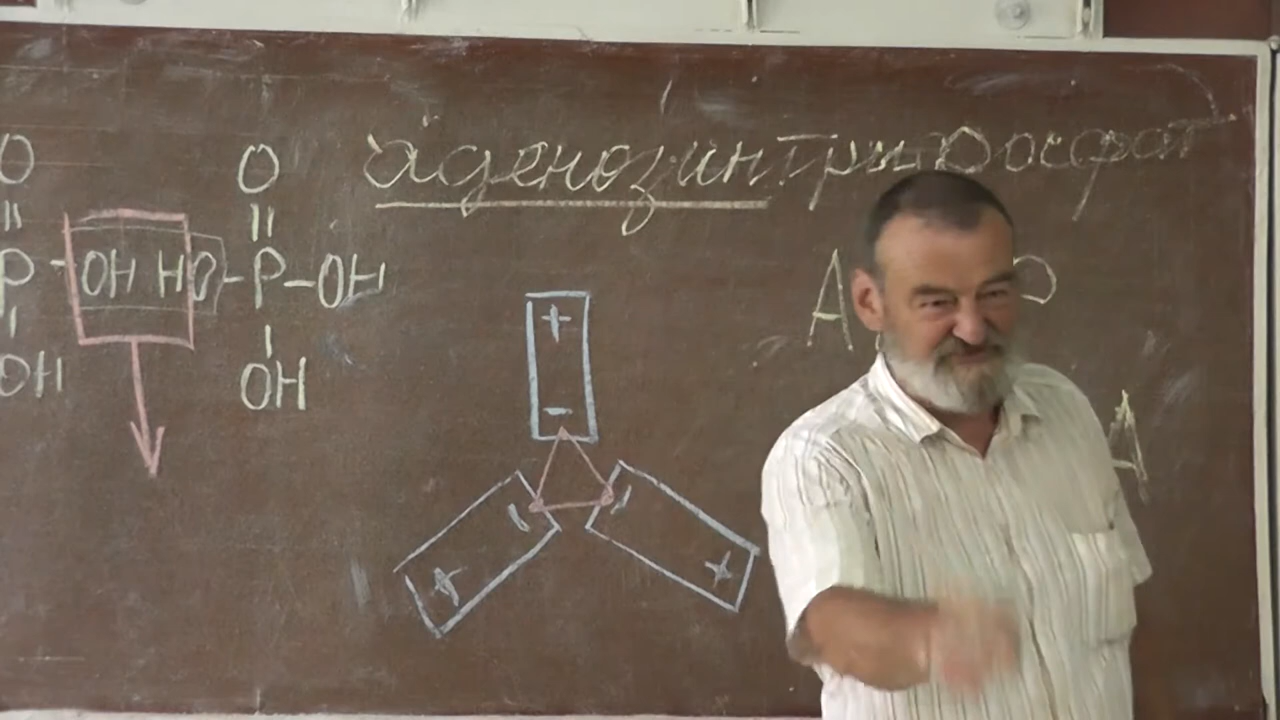 аденозинтрифосфат
O O
|| ||
P - OH HO - P - OH
| |
OH OH
А Р
+
-
- -
+ +
А